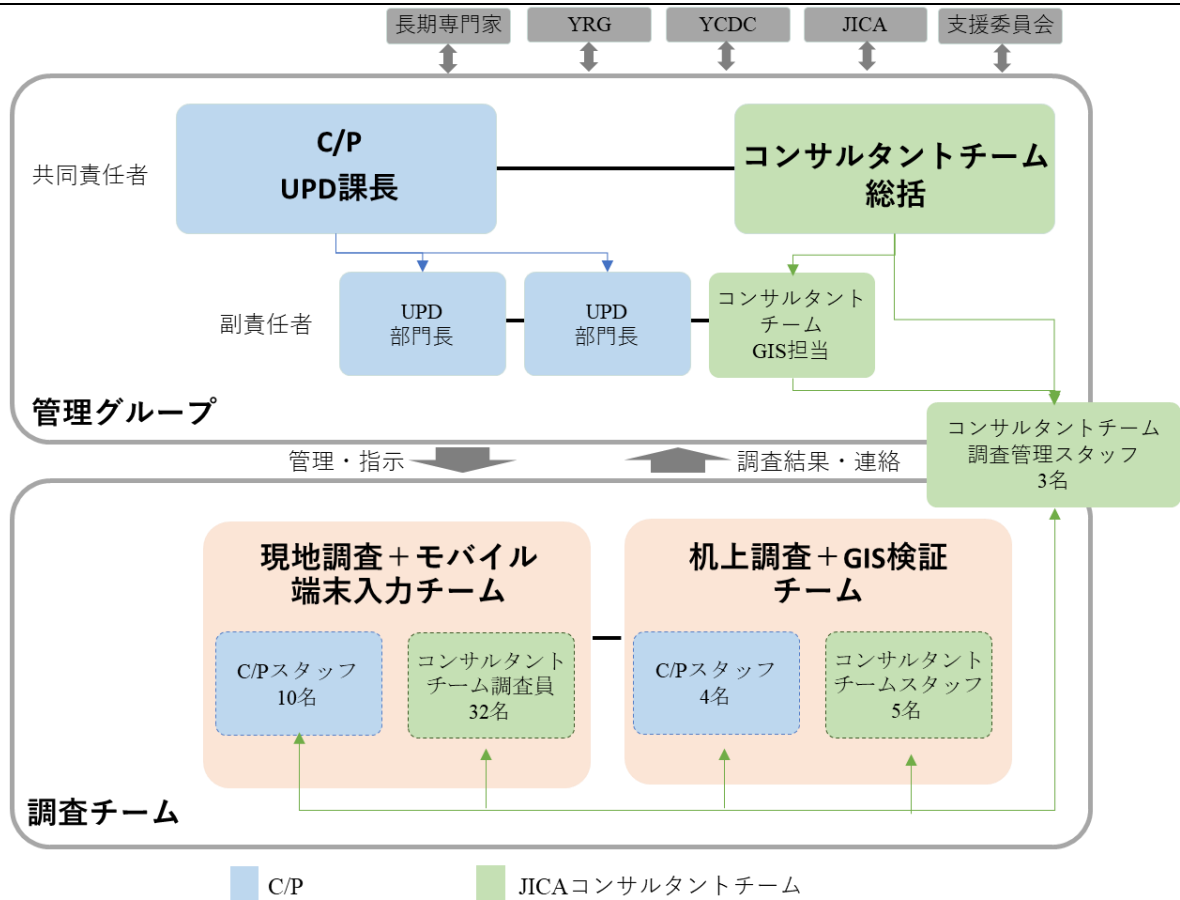 長期専門家
YRG
YCDC
JICA
支援委員会
共同責任者
C/P
UPD課長
コンサルタントチーム
総括
副責任者
UPD
部門長
UPD
部門長
コンサルタント
チーム
GIS担当
管理グループ
コンサルタントチーム
調査管理スタッフ
3名
管理・指示
調査結果・連絡
現地調査＋モバイル
端末入力チーム
机上調査＋GIS検証
チーム
C/Pスタッフ
10名
コンサルタント
チーム調査員
32名
C/Pスタッフ
4名
コンサルタント
チームスタッフ
5名
調査チーム
C/P
JICAコンサルタントチーム